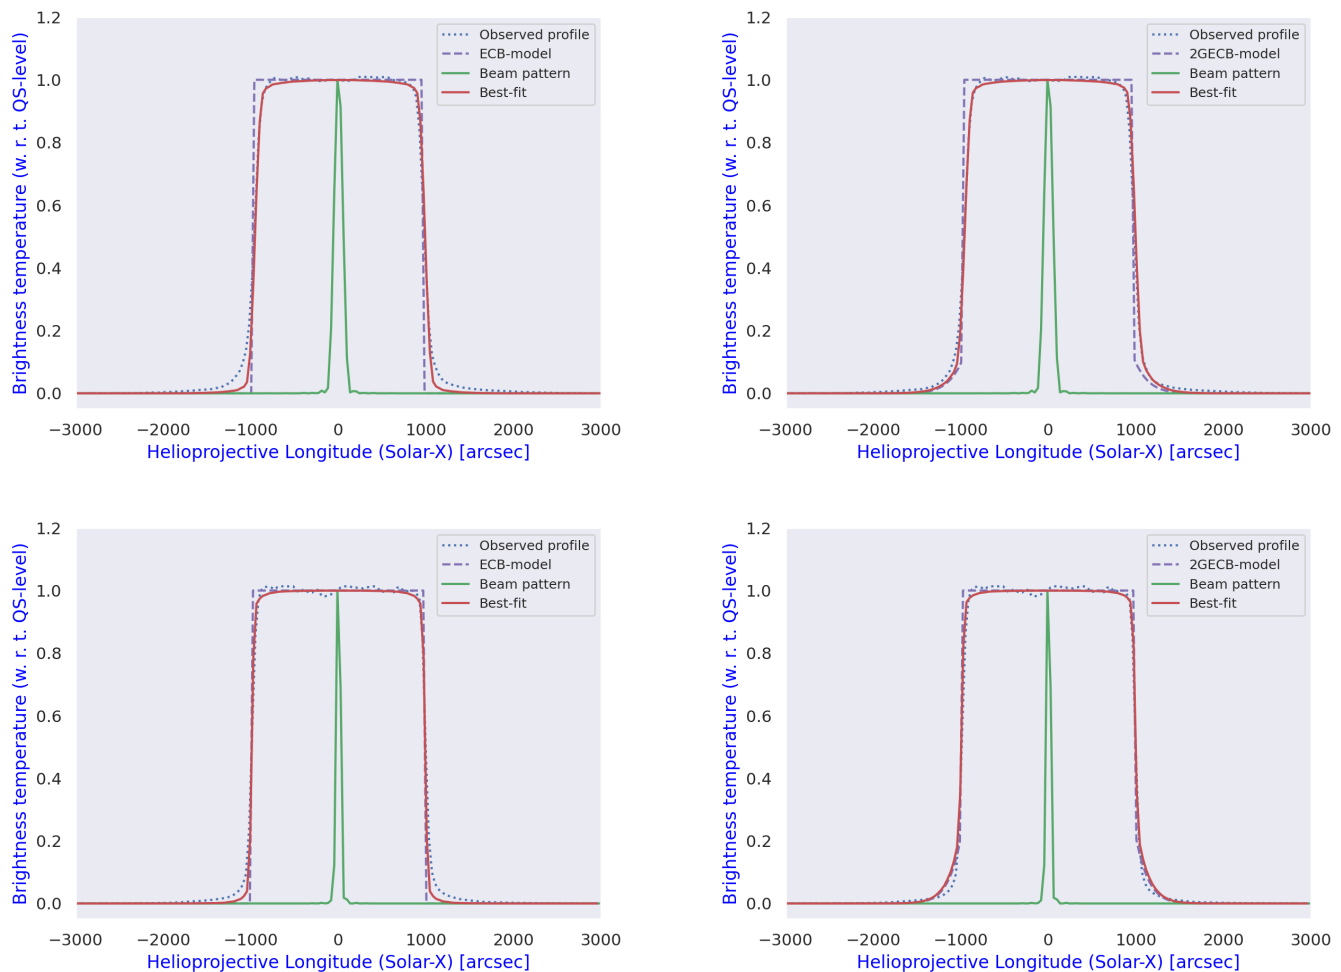 1.2
1.0
0.8
0.6
0.4
0.2
0.0
Brightness temperature (w. r. t. QS-level)
Observed profile
ECB-model
Beam pattern
Best-fit
−3000 −2000 −1000 0 1000 2000 3000
Helioprojective Longitude (Solar-X) [arcsec]
1.2
1.0
0.8
0.6
0.4
0.2
0.0
Brightness temperature (w. r. t. QS-level)
Observed profile
2GECB-model
Beam pattern
Best-fit
−3000 −2000 −1000 0 1000 2000 3000
Helioprojective Longitude (Solar-X) [arcsec]
1.2
1.0
0.8
0.6
0.4
0.2
0.0
Brightness temperature (w. r. t. QS-level)
Observed profile
ECB-model
Beam pattern
Best-fit
−3000 −2000 −1000 0 1000 2000 3000
Helioprojective Longitude (Solar-X) [arcsec]
1.2
1.0
0.8
0.6
0.4
0.2
0.0
Brightness temperature (w. r. t. QS-level)
Observed profile
2GECB-model
Beam pattern
Best-fit
−3000 −2000 −1000 0 1000 2000 3000
Helioprojective Longitude (Solar-X) [arcsec]